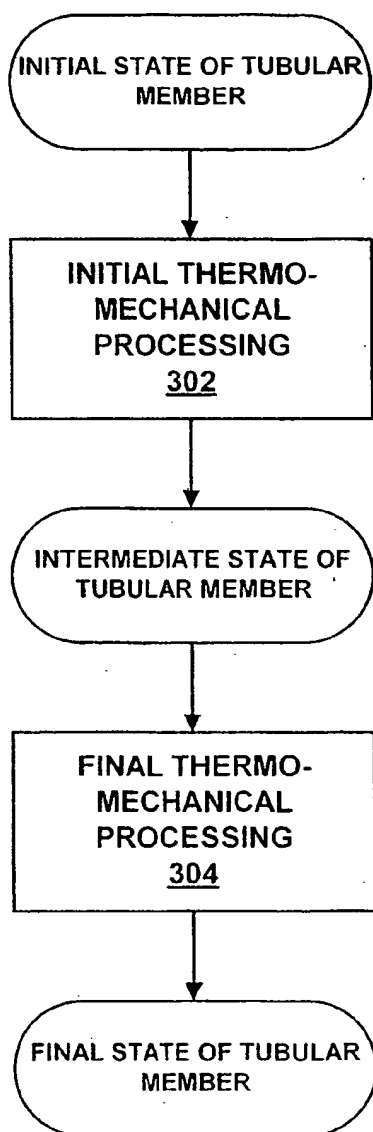 INITIAL STATE OF TUBULAR
MEMBER
INITIAL THERMO-
MECHANICAL
PROCESSING
302
INTERMEDIATE STATE OF
TUBULAR MEMBER
FINAL THERMO-
MECHANICAL
PROCESSING
304
FINAL STATE OF TUBULAR
MEMBER